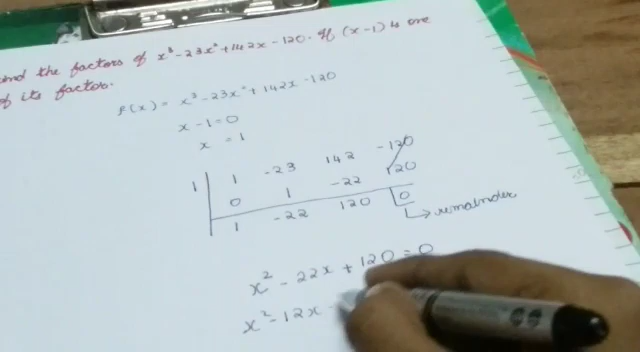 find the factors of x³-23x²+142x-120. If (x-1) is one
of its factor.
f(x) = x³-23x²+142x-120
x-1=0
x = 1
1 | 1 -23 142 -120
0 1 -22 120
1 -22 120 0
↳ remainder
x² - 22x + 120 = 0
x² - 12x -